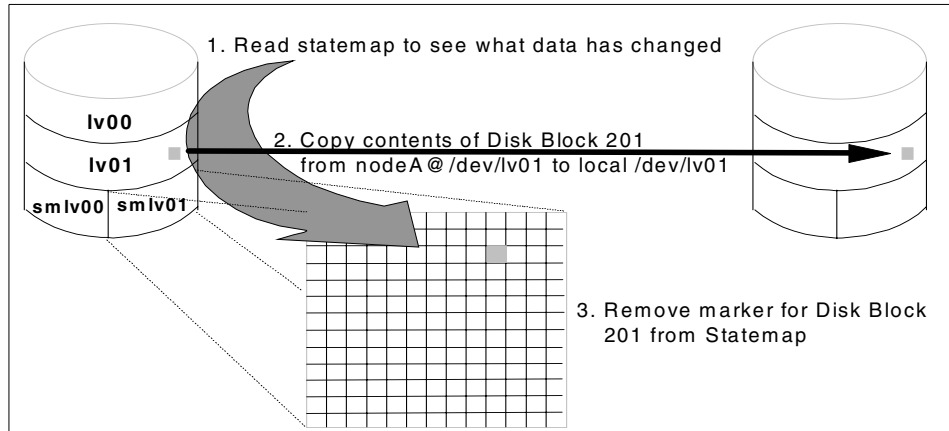 1. Read statemap to see what data has changed
lv00
2. Copy contents of Disk Block 201
from nodeA@/dev/lv01 to local /dev/lv01
lv01
smlv00 smlv01
3. Remove marker for Disk Block
201 from Statemap